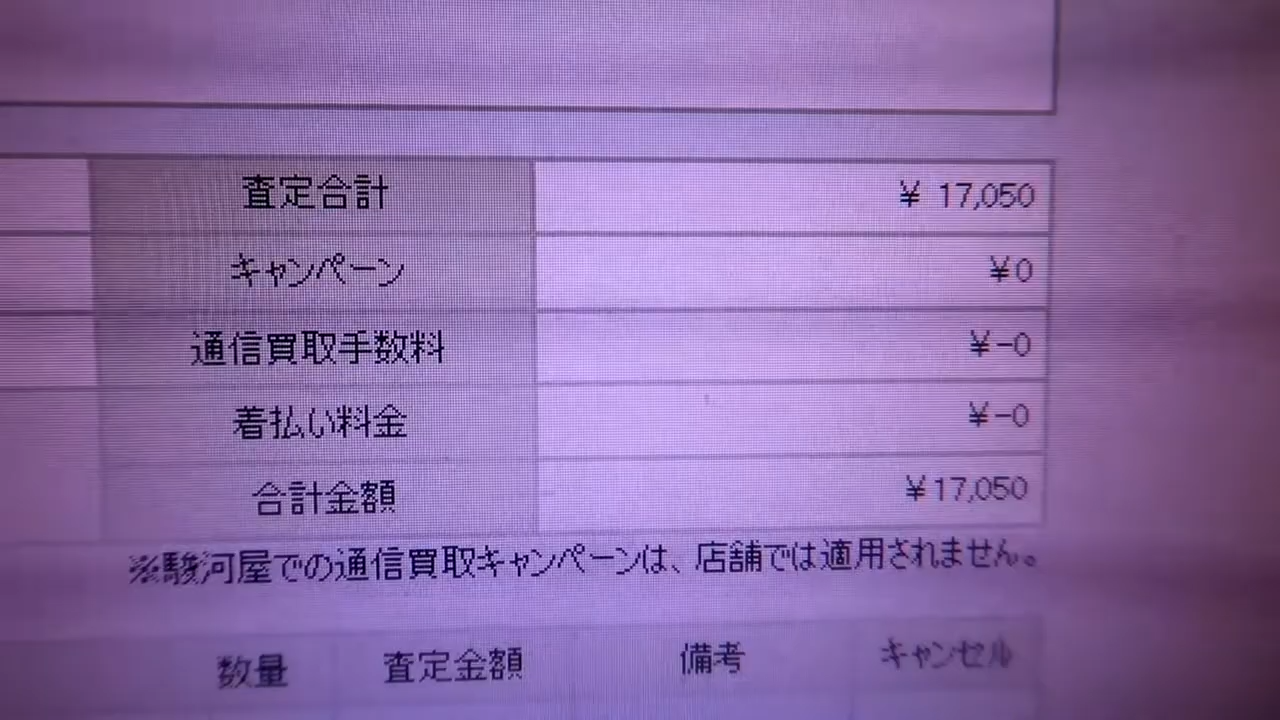 査定合計 ¥ 17,050
キャンペーン ¥0
通信買取手数料 ¥-0
着払い料金 ¥-0
合計金額 ¥17,050
※駿河屋での通信買取キャンペーンは、店舗では適用されません。
数量 査定金額 備考 キャンセル